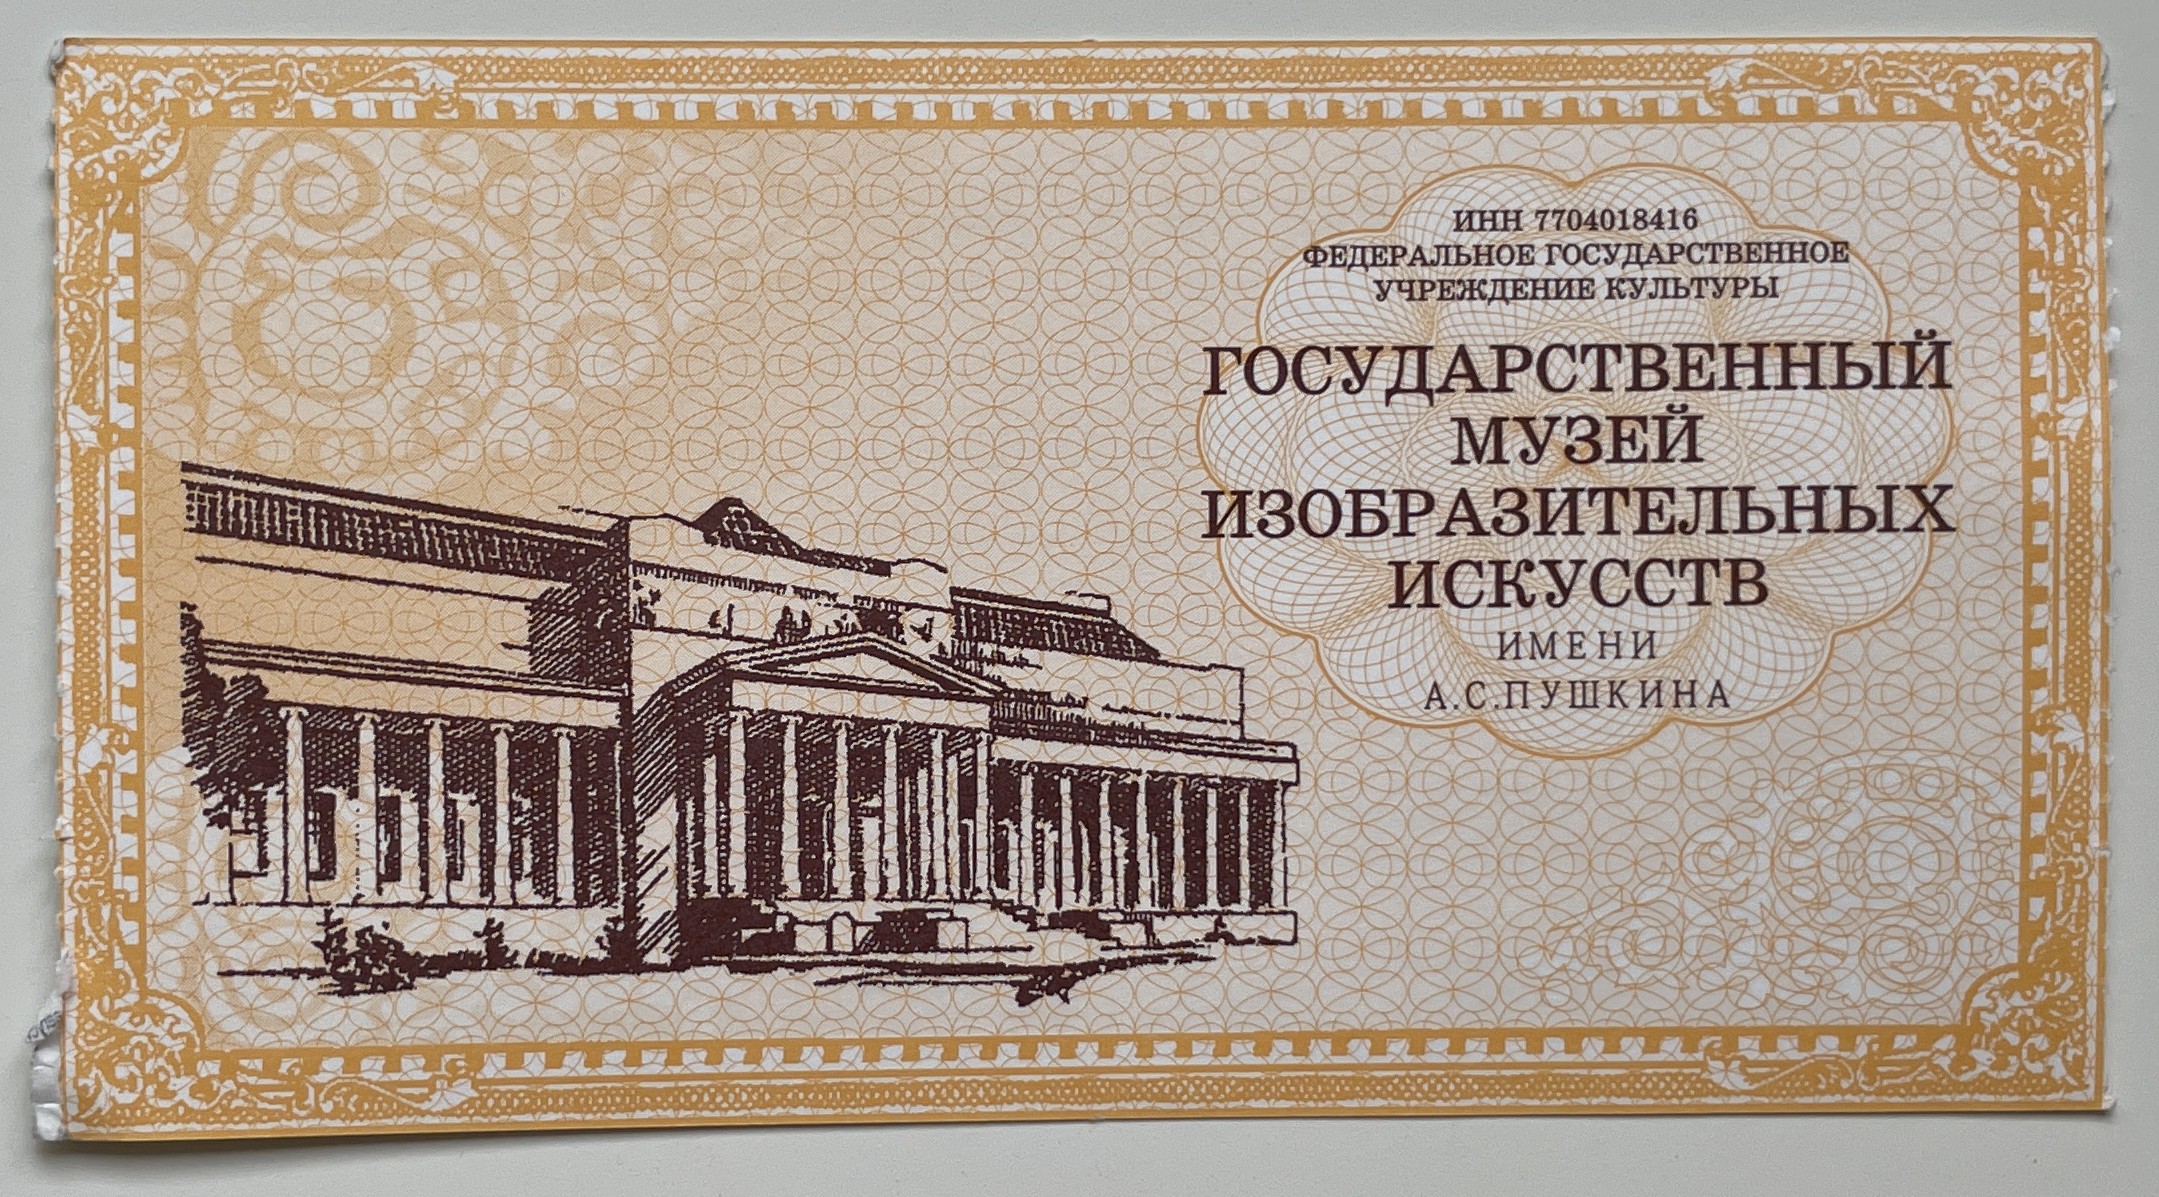 ИНН 7704018416
ФЕДЕРАЛЬНОЕ ГОСУДАРСТВЕННОЕ
УЧРЕЖДЕНИЕ КУЛЬТУРЫ
ГОСУДАРСТВЕННЫЙ
МУЗЕЙ
ИЗОБРАЗИТЕЛЬНЫХ
ИСКУССТВ
ИМЕНИ
А.С.ПУШКИНА